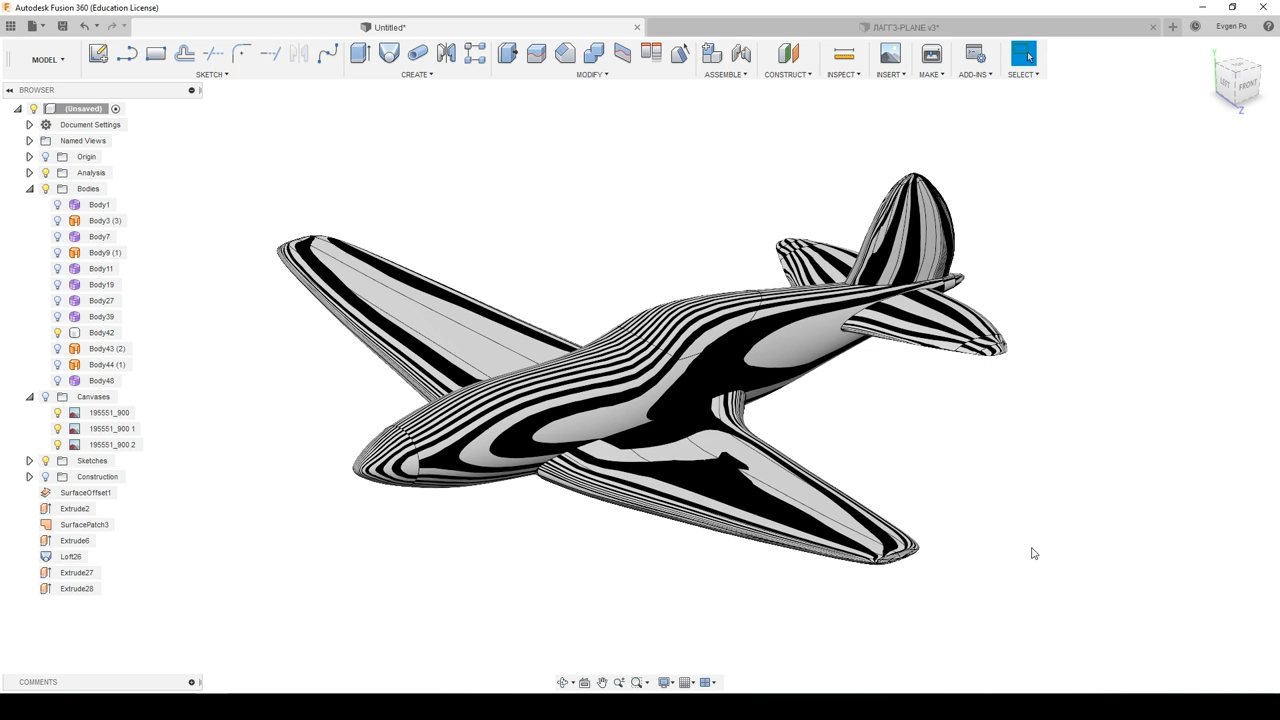 Autodesk Fusion 360 (Education License)
Untitled*
ЛАГГ3-PLANE v3*
Evgen Po
MODEL
SKETCH
CREATE
MODIFY
ASSEMBLE
CONSTRUCT
INSPECT
INSERT
MAKE
ADD-INS
SELECT
TOP
LEFT
FRONT
Y
Z
BROWSER
(Unsaved)
Document Settings
Named Views
Origin
Analysis
Bodies
Body1
Body3 (3)
Body7
Body9 (1)
Body11
Body19
Body27
Body39
Body42
Body43 (2)
Body44 (1)
Body48
Canvases
195551_900
195551_900 1
195551_900 2
Sketches
Construction
SurfaceOffset1
Extrude2
SurfacePatch3
Extrude6
Loft26
Extrude27
Extrude28
COMMENTS